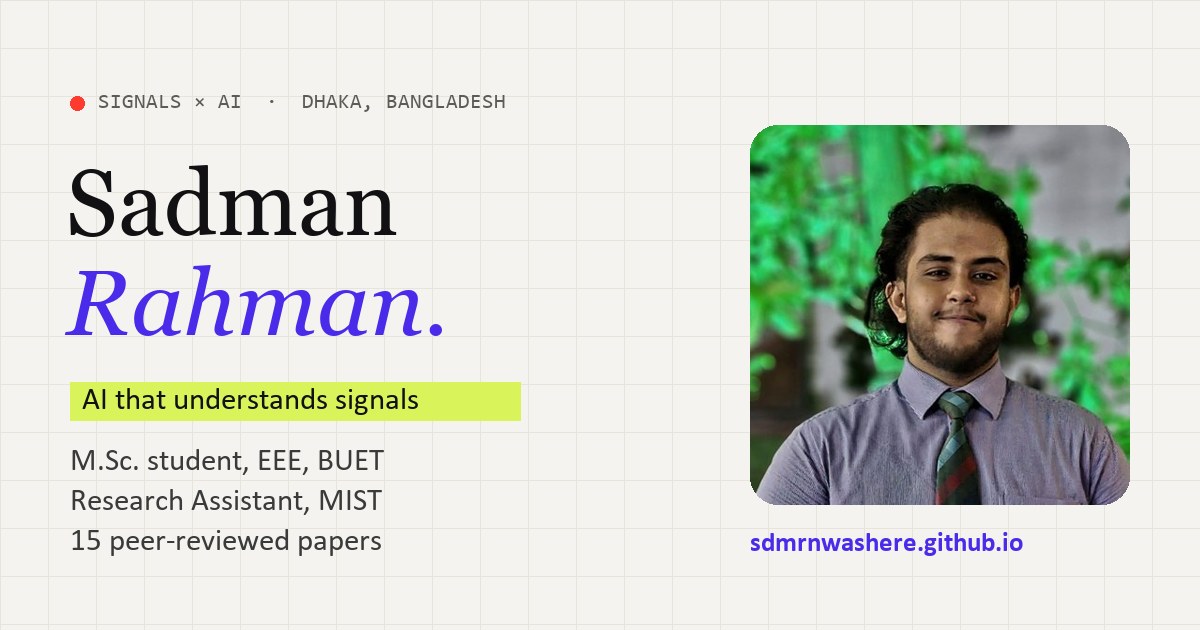 SIGNALS × AI · DHAKA, BANGLADESH
Sadman
Rahman.
AI that understands signals
M.Sc. student, EEE, BUET
Research Assistant, MIST
15 peer-reviewed papers
sdmrnwashere.github.io